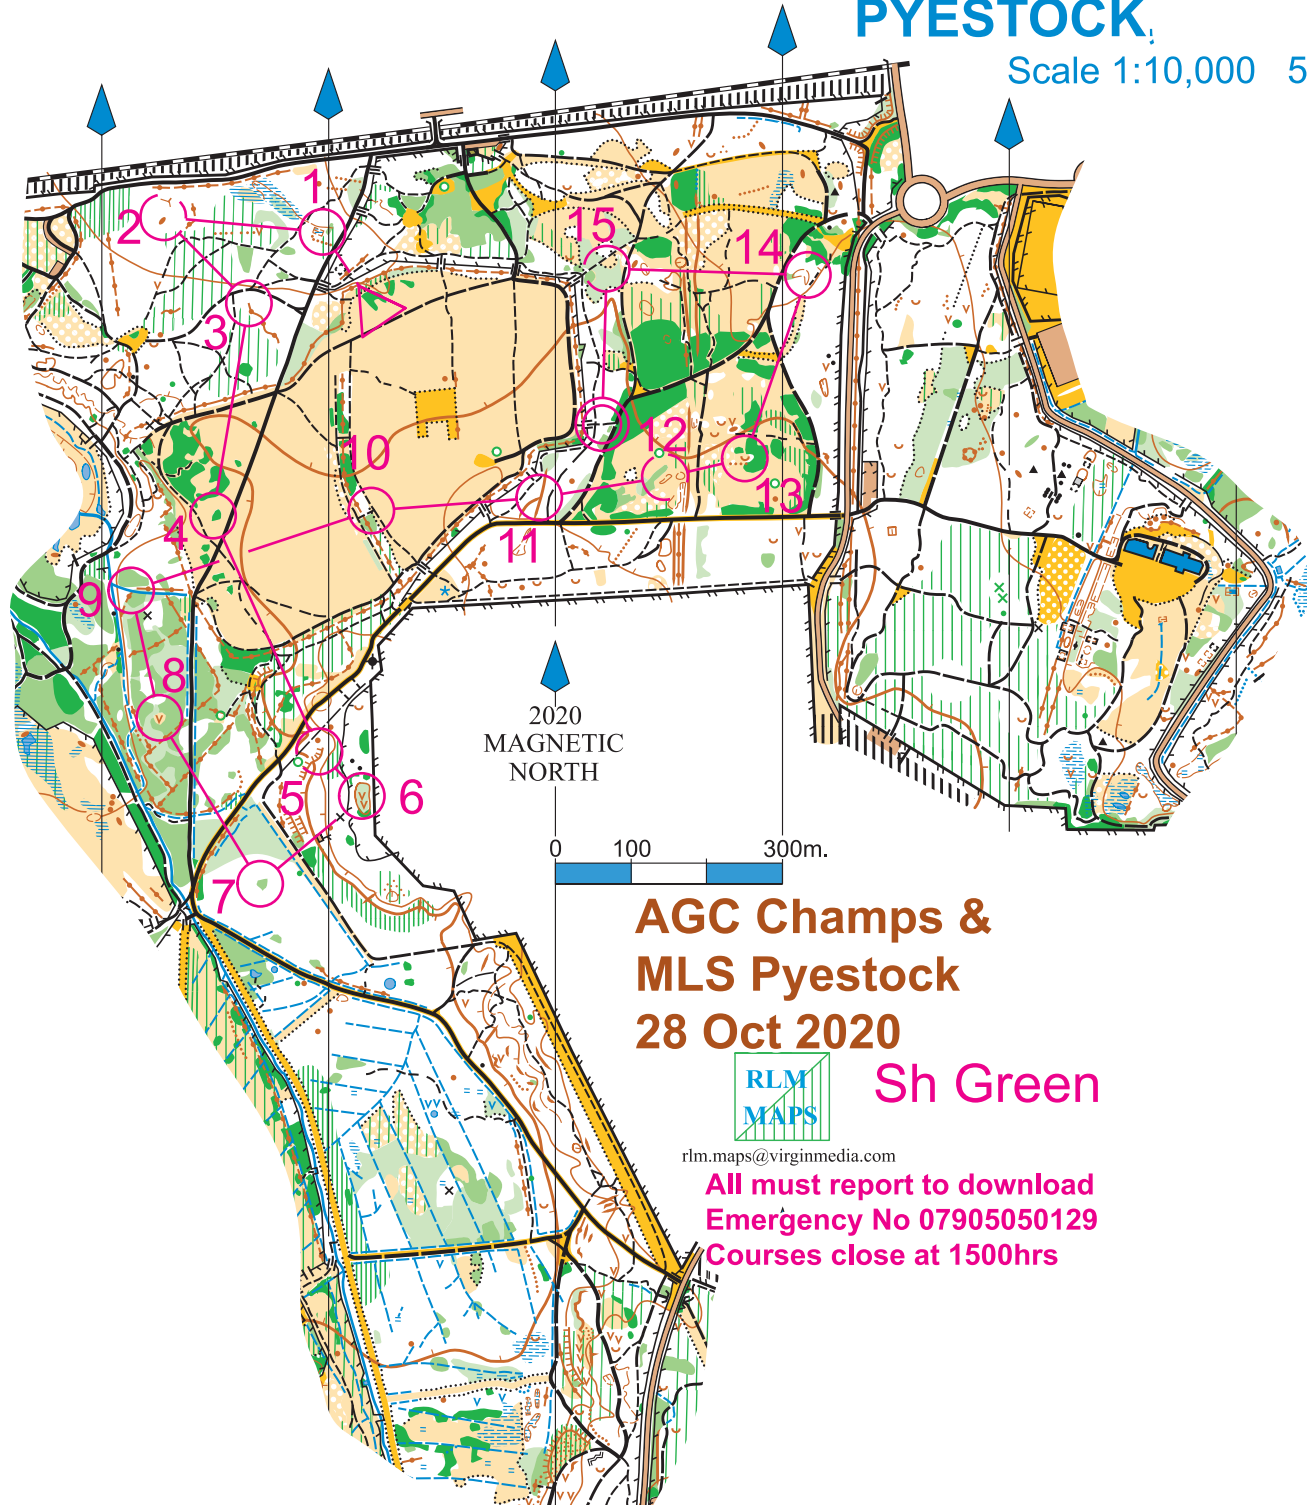 PYESTOCK
Scale 1:10,000 5
1
2
15
14
3
10
12
4
13
11
9
8
5
6
7
2020
MAGNETIC
NORTH
0 100 300m.
AGC Champs &
MLS Pyestock
28 Oct 2020
RLM
MAPS
Sh Green
rlm.maps@virginmedia.com
All must report to download
Emergency No 07905050129
Courses close at 1500hrs